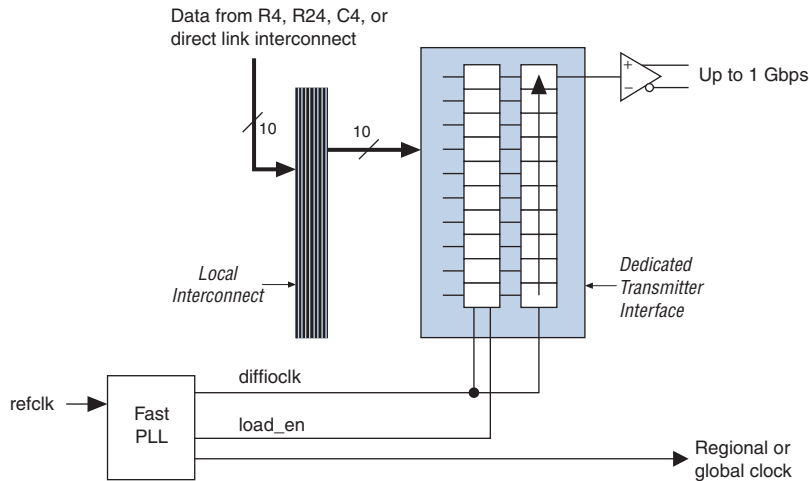 Data from R4, R24, C4, or
direct link interconnect
+
−
Up to 1 Gbps
10
10
Local
Interconnect
Dedicated
Transmitter
Interface
diffioclk
refclk
Fast
PLL
load_en
Regional or
global clock